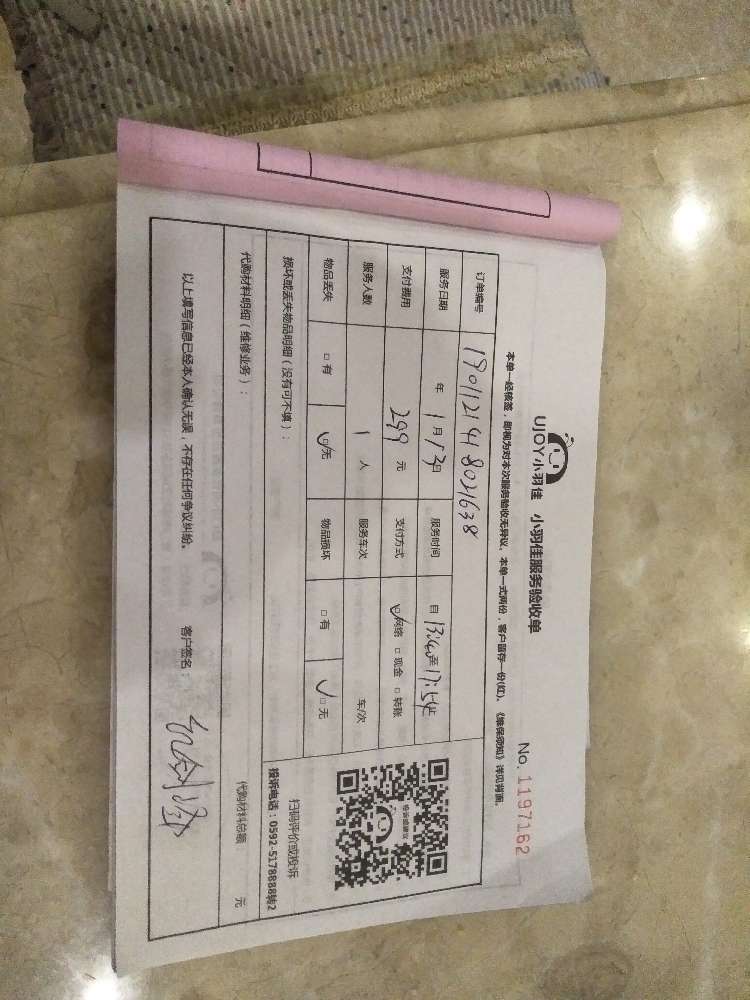 UJOY小羽佳 小羽佳服务验收单
No. 1197162
本单一经核签，即视为对本次服务验收无异议。本单一式两份，客户留存一份(红)。《维保须知》详见背面。
订单编号 190112141 8021638
服务日期 年 1 月 13 日 服务时间 自 13:40 至 17:54 止
支付费用 299 元 支付方式 ☑网络 □现金 □转账
服务人数 1 人 服务车次 车/次
物品丢失 □有 ☑无 物品损坏 □有 ☑无
损坏或丢失物品明细（没有可不填）：
扫码评价或投诉
投诉电话：0592-5178888转2
代购材料明细（维修业务）： 代购材料总额 元
以上填写信息已经本人确认无误，不存在任何争议纠纷。 客户签名：